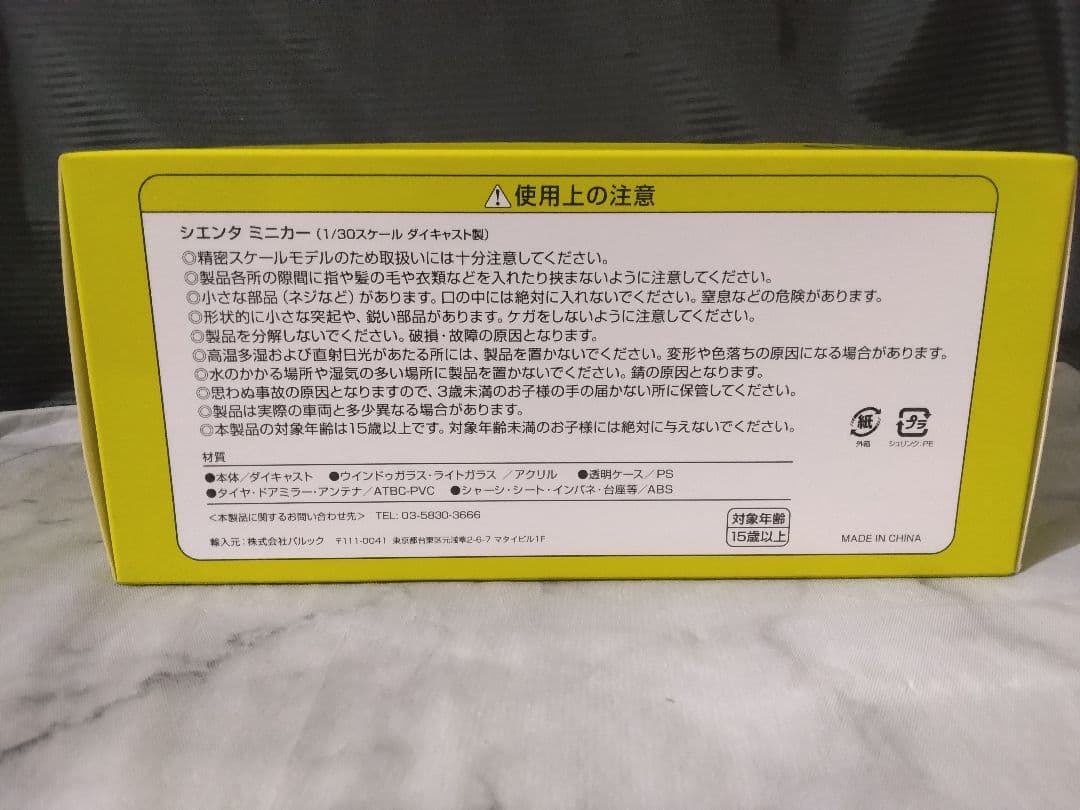 ⚠使用上の注意
シエンタ ミニカー（1/30スケール ダイキャスト製）
◎精密スケールモデルのため取扱いには十分注意してください。
◎製品各所の隙間に指や髪の毛や衣類などを入れたり挟まないように注意してください。
◎小さな部品（ネジなど）があります。口の中には絶対に入れないでください。窒息などの危険があります。
◎形状的に小さな突起や、鋭い部品があります。ケガをしないように注意してください。
◎製品を分解しないでください。破損・故障の原因となります。
◎高温多湿および直射日光があたる所には、製品を置かないでください。変形や色落ちの原因になる場合があります。
◎水のかかる場所や湿気の多い場所に製品を置かないでください。錆の原因となります。
◎思わぬ事故の原因となりますので、3歳未満のお子様の手の届かない所に保管してください。
◎製品は実際の車両と多少異なる場合があります。
◎本製品の対象年齢は15歳以上です。対象年齢未満のお子様には絶対に与えないでください。
紙
外箱
プラ
シュリンク:PE
材質
●本体／ダイキャスト ●ウインドゥガラス・ライトガラス ／アクリル ●透明ケース／PS
●タイヤ・ドアミラー・アンテナ／ATBC-PVC ●シャーシ・シート・インパネ・台座等／ABS
＜本製品に関するお問い合わせ先＞ TEL: 03-5830-3666
輸入元：株式会社バルック 〒111-0041 東京都台東区元浅草2-6-7 マタイビル1F
対象年齢
15歳以上
MADE IN CHINA